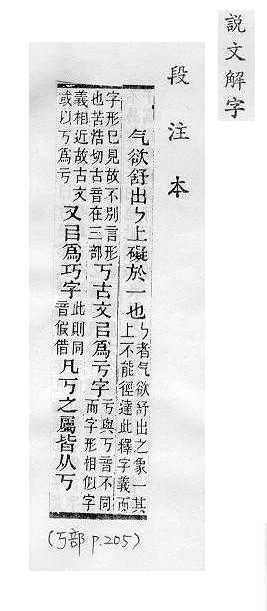 說文解字
段注本
气欲舒出ㄅ上礙於一也
ㄅ者气欲舒出之象一其
上不能徑達此釋字義而
字形已見故不別言形
也苦浩切古音在三部
丂古文㠯爲亏字
亏與丂音不同
而字形相似字
義相近故古文
或以丂爲亏
又㠯爲巧字
此則同
音假借
凡丂之屬皆从丂
(丂部 P.205)